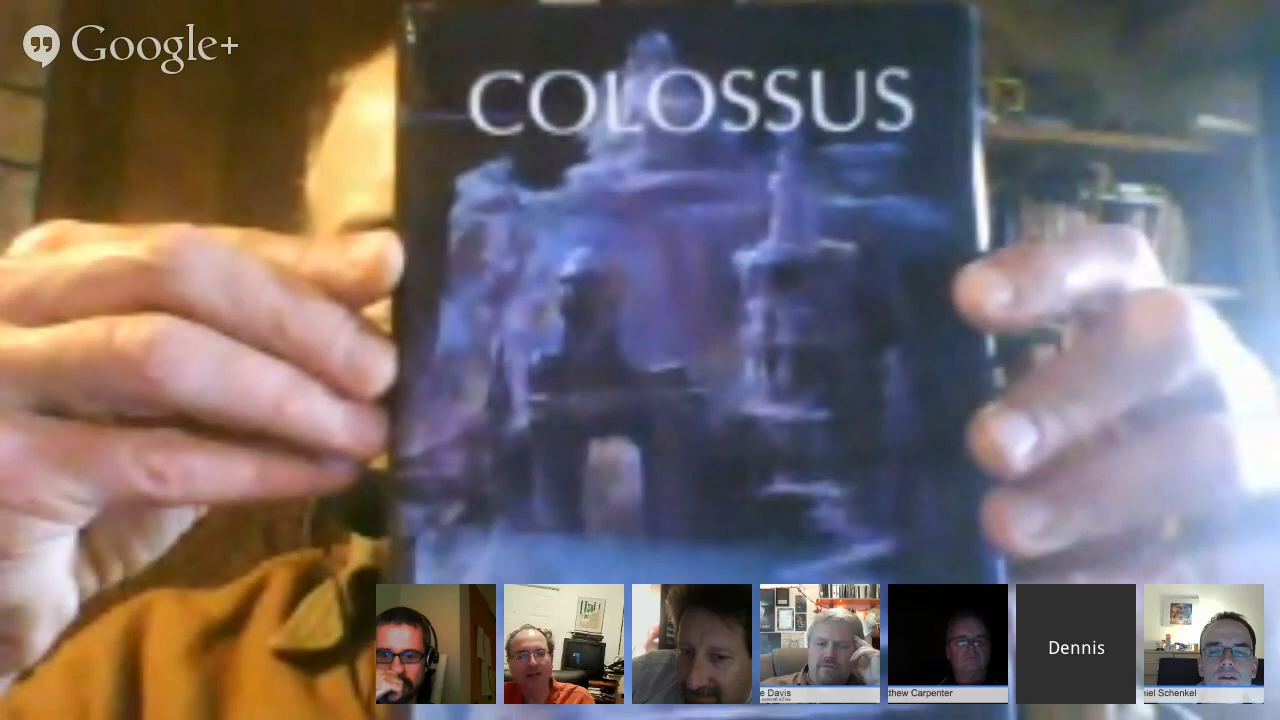 Google+
COLOSSUS
Dennis
e Davis
thew Carpenter
niel Schenkel